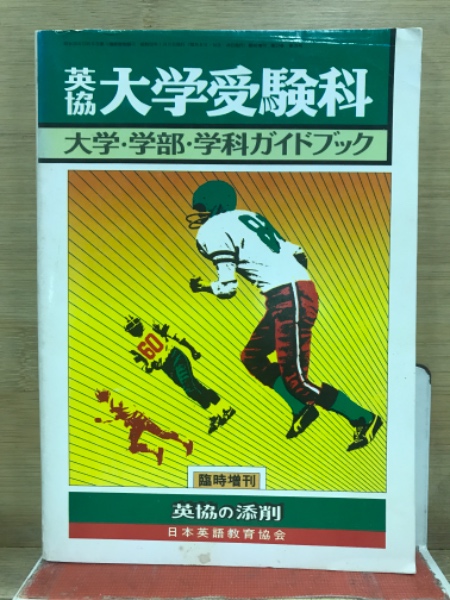 英協 大学受験科
大学・学部・学科ガイドブック
8
60
臨時増刊
英協の添削
日本英語教育協会